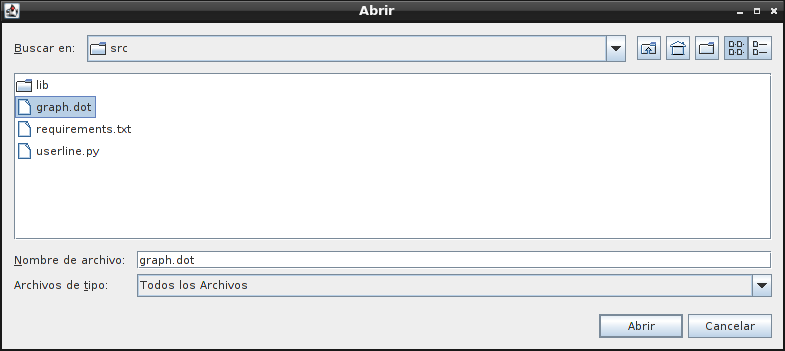 Abrir
Buscar en: src
lib
graph.dot
requirements.txt
userline.py
Nombre de archivo: graph.dot
Archivos de tipo: Todos los Archivos
Abrir Cancelar